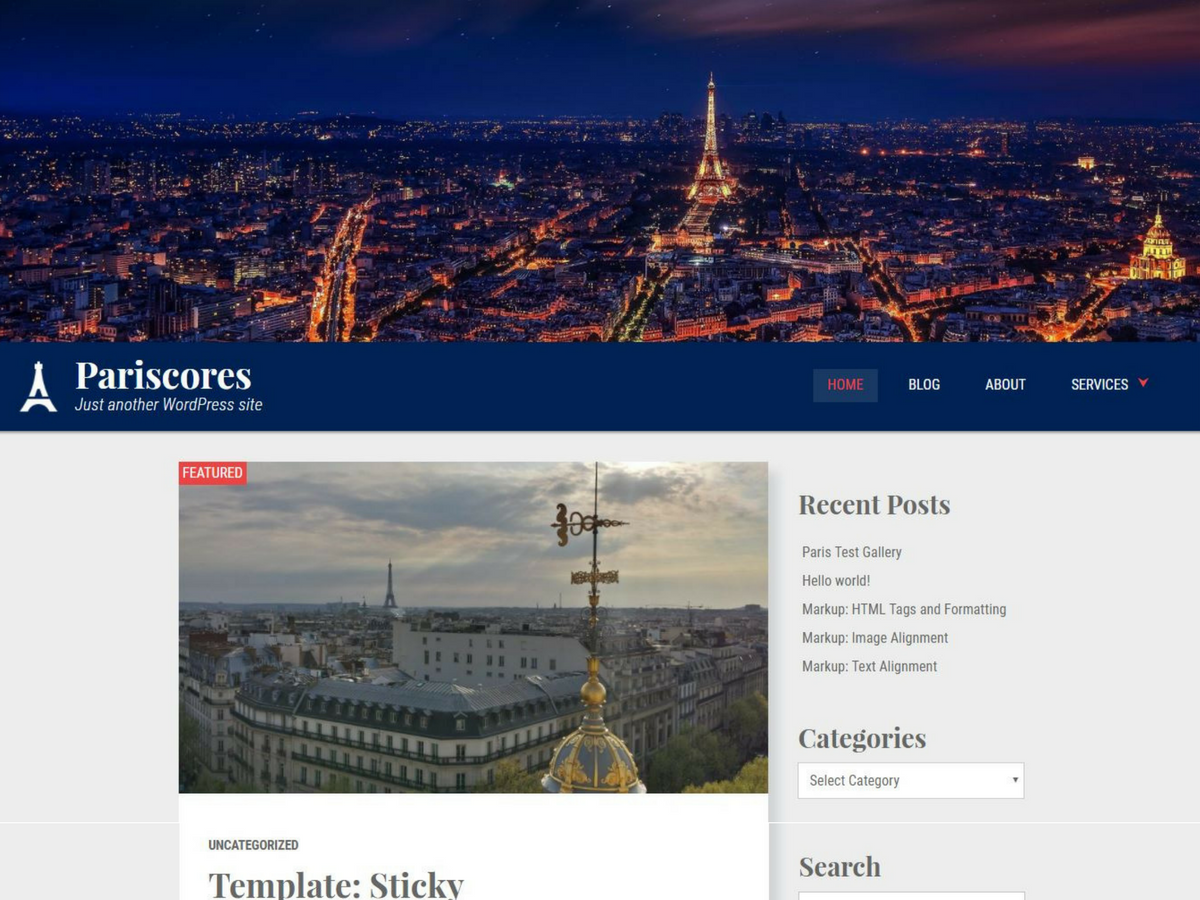 Pariscores
Just another WordPress site
HOME
BLOG
ABOUT
SERVICES
FEATURED
UNCATEGORIZED
Template: Sticky
Recent Posts
Paris Test Gallery
Hello world!
Markup: HTML Tags and Formatting
Markup: Image Alignment
Markup: Text Alignment
Categories
Select Category
Search